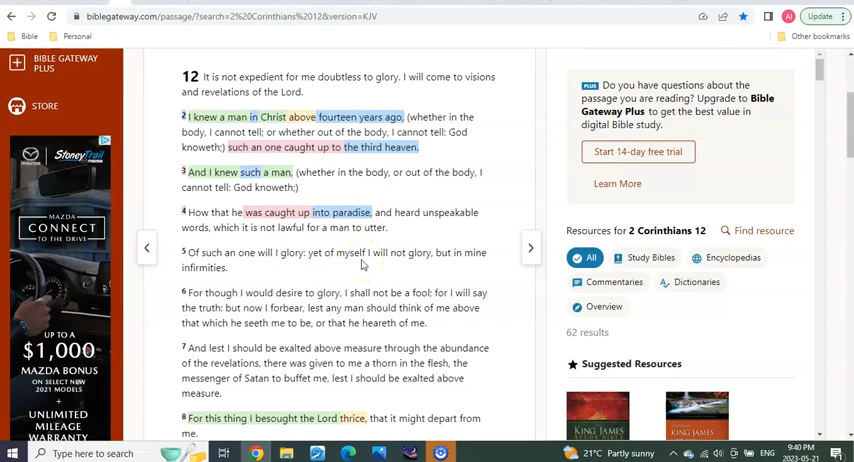 biblegateway.com/passage/?search=2%20Corinthians%2012&version=KJV
AI
Update
Bible
Personal
Other bookmarks
BIBLE GATEWAY
PLUS
STORE
mazda
Stoney Trail
mazda
MAZDA
CONNECT
TO THE DRIVE
UP TO A
$1,000
MAZDA BONUS
ON SELECT NEW
2021 MODELS
+
UNLIMITED
MILEAGE
WARRANTY
12 It is not expedient for me doubtless to glory. I will come to visions
and revelations of the Lord.
2 I knew a man in Christ above fourteen years ago, (whether in the
body, I cannot tell; or whether out of the body, I cannot tell: God
knoweth;) such an one caught up to the third heaven.
3 And I knew such a man, (whether in the body, or out of the body, I
cannot tell: God knoweth;)
4 How that he was caught up into paradise, and heard unspeakable
words, which it is not lawful for a man to utter.
5 Of such an one will I glory: yet of myself I will not glory, but in mine
infirmities.
6 For though I would desire to glory, I shall not be a fool; for I will say
the truth: but now I forbear, lest any man should think of me above
that which he seeth me to be, or that he heareth of me.
7 And lest I should be exalted above measure through the abundance
of the revelations, there was given to me a thorn in the flesh, the
messenger of Satan to buffet me, lest I should be exalted above
measure.
8 For this thing I besought the Lord thrice, that it might depart from
me.
PLUS Do you have questions about the
passage you are reading? Upgrade to Bible
Gateway Plus to get the best value in
digital Bible study.
Start 14-day free trial
Learn More
Resources for 2 Corinthians 12
Find resource
All
Study Bibles
Encyclopedias
Commentaries
Dictionaries
Overview
62 results
Suggested Resources
KING JAMES
KING JAMES
Type here to search
21°C Partly sunny
ENG
9:40 PM
2023-05-21